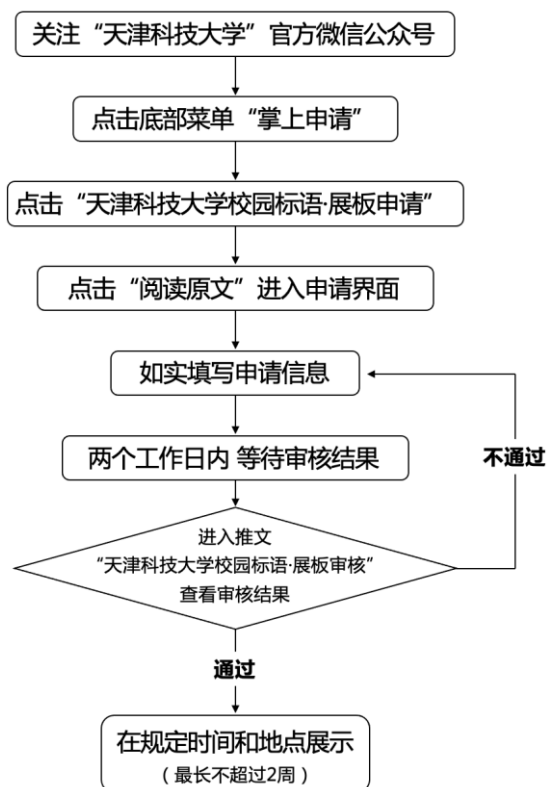 关注“天津科技大学”官方微信公众号
点击底部菜单“掌上申请”
点击“天津科技大学校园标语·展板申请”
点击“阅读原文”进入申请界面
如实填写申请信息
两个工作日内 等待审核结果
不通过
进入推文
“天津科技大学校园标语·展板审核”
查看审核结果
通过
在规定时间和地点展示
（最长不超过2周）